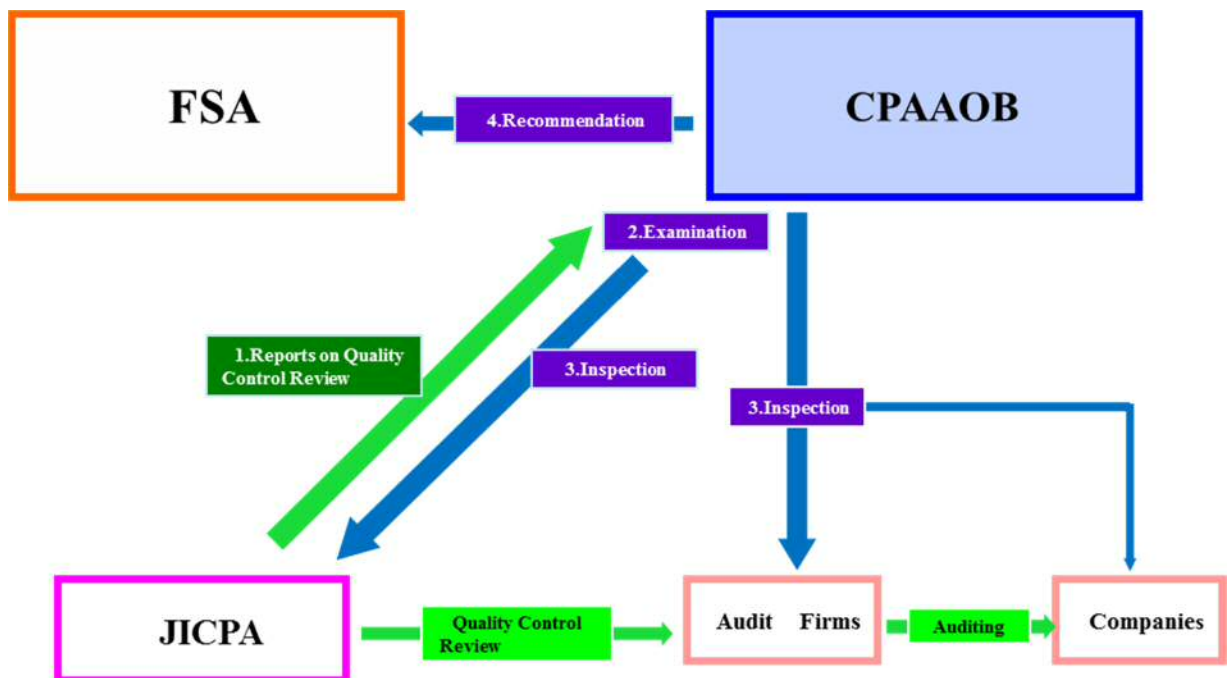 FSA
CPAAOB
4.Recommendation
2.Examination
1.Reports on Quality
Control Review
3.Inspection
3.Inspection
JICPA
Quality Control
Review
Audit Firms
Auditing
Companies